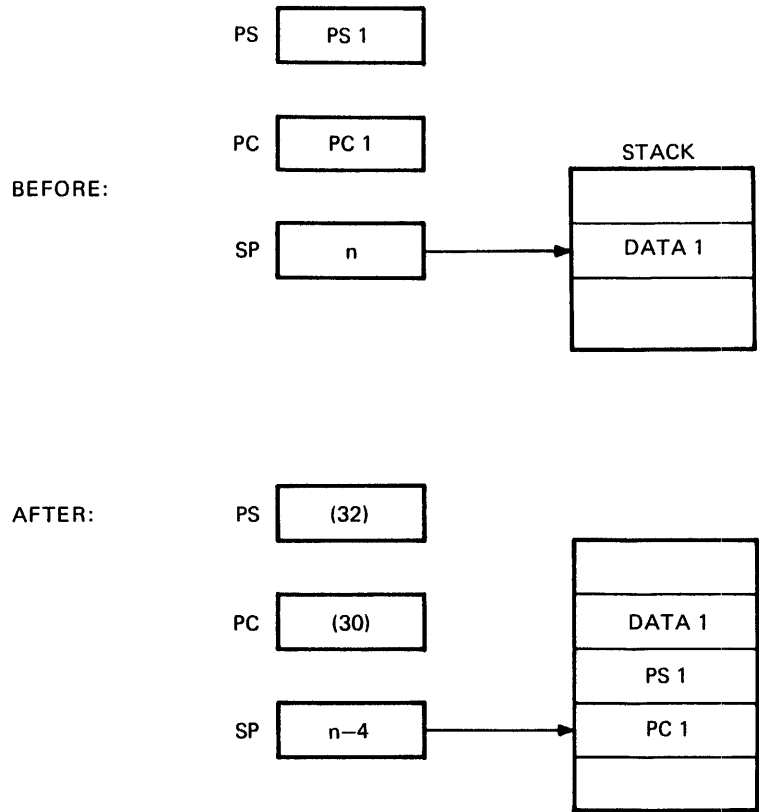 PS PS 1
PC PC 1
STACK
BEFORE:
SP n DATA 1
AFTER: PS (32)
PC (30) DATA 1
PS 1
SP n−4 PC 1